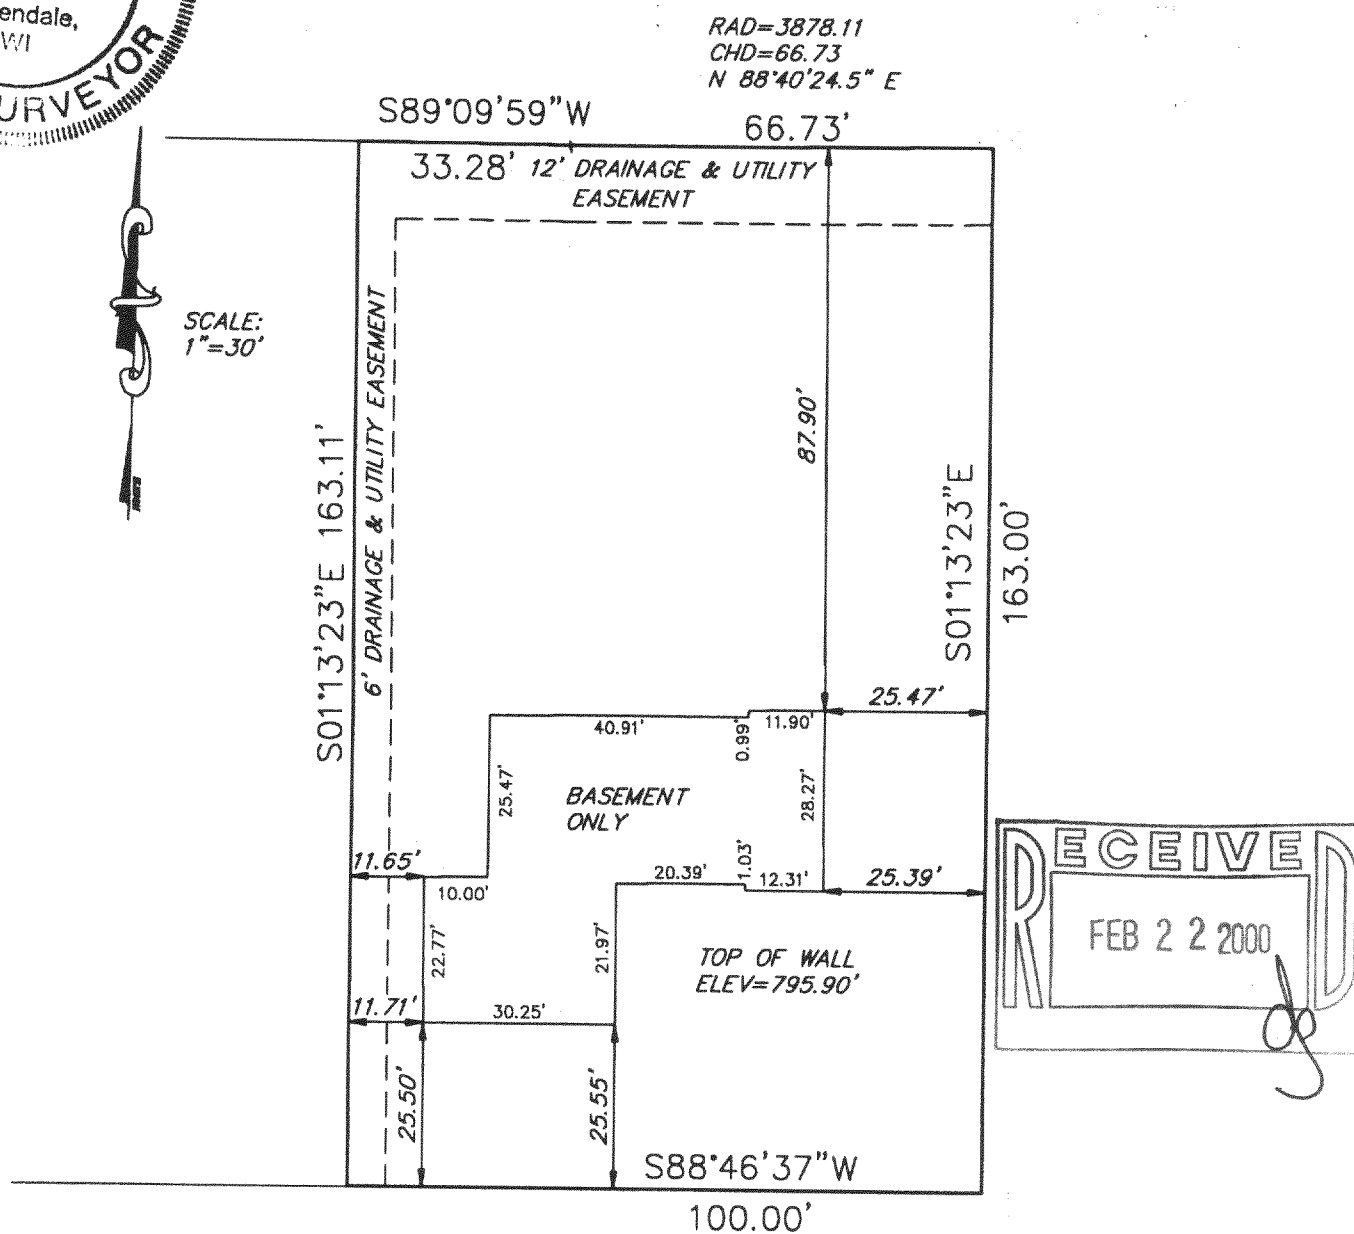 endale,
WI
URVEYOR
RAD=3878.11
CHD=66.73
N 88°40'24.5" E
S89°09'59"W
66.73'
33.28' 12' DRAINAGE & UTILITY
EASEMENT
SCALE:
1"=30'
6' DRAINAGE & UTILITY EASEMENT
S01°13'23"E 163.11'
87.90'
S01°13'23"E
163.00'
25.47'
40.91'
0.99'
11.90'
25.47'
28.27'
BASEMENT
ONLY
11.65'
10.00'
20.39'
1.03'
12.31'
25.39'
22.77'
21.97'
TOP OF WALL
ELEV=795.90'
11.71'
30.25'
25.50'
25.55'
S88°46'37"W
100.00'
RECEIVED
FEB 22 2000